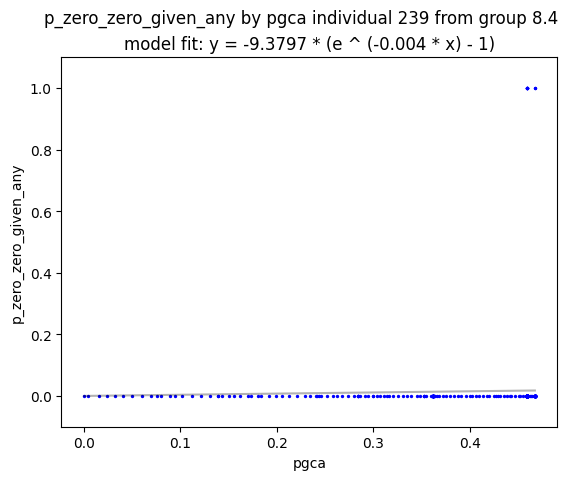 p_zero_zero_given_any by pgca individual 239 from group 8.4
model fit: y = -9.3797 * (e ^ (-0.004 * x) - 1)
1.0
0.8
0.6
0.4
0.2
0.0
p_zero_zero_given_any
0.0 0.1 0.2 0.3 0.4
pgca